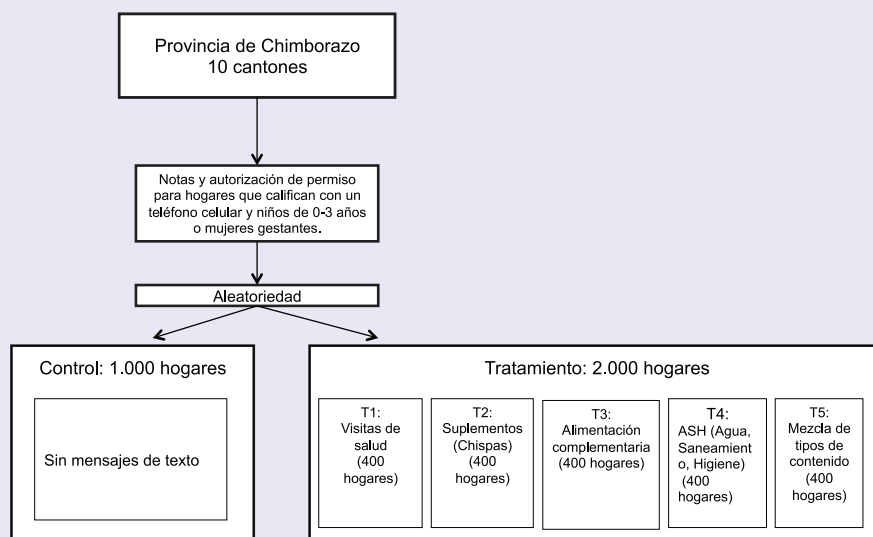 Provincia de Chimborazo
10 cantones
Notas y autorización de permiso
para hogares que califican con un
teléfono celular y niños de 0-3 años
o mujeres gestantes.
Aleatoriedad
Control: 1.000 hogares
Sin mensajes de texto
Tratamiento: 2.000 hogares
T1:
Visitas de
salud
(400
hogares)
T2:
Suplementos
(Chispas)
(400
hogares)
T3:
Alimentación
complementaria
(400 hogares)
T4:
ASH (Agua,
Saneamient
o, Higiene)
(400
hogares)
T5:
Mezcla de
tipos de
contenido
(400
hogares)